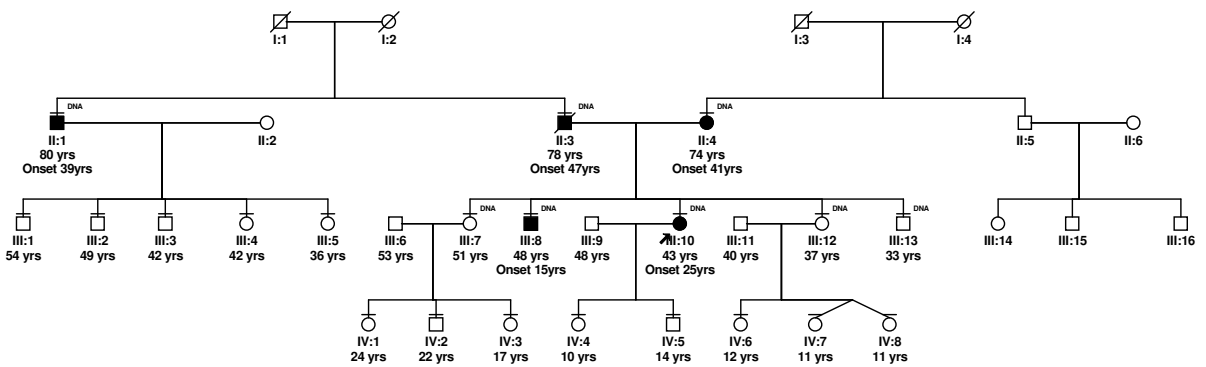 I:1 I:2 I:3 I:4
DNA DNA DNA
II:1 II:2 II:3 II:4 II:5 II:6
80 yrs 78 yrs 74 yrs
Onset 39yrs Onset 47yrs Onset 41yrs
DNA DNA DNA DNA DNA
III:1 III:2 III:3 III:4 III:5 III:6 III:7 III:8 III:9 III:10 III:11 III:12 III:13 III:14 III:15 III:16
54 yrs 49 yrs 42 yrs 42 yrs 36 yrs 53 yrs 51 yrs 48 yrs 48 yrs 43 yrs 40 yrs 37 yrs 33 yrs
Onset 15yrs Onset 25yrs
IV:1 IV:2 IV:3 IV:4 IV:5 IV:6 IV:7 IV:8
24 yrs 22 yrs 17 yrs 10 yrs 14 yrs 12 yrs 11 yrs 11 yrs